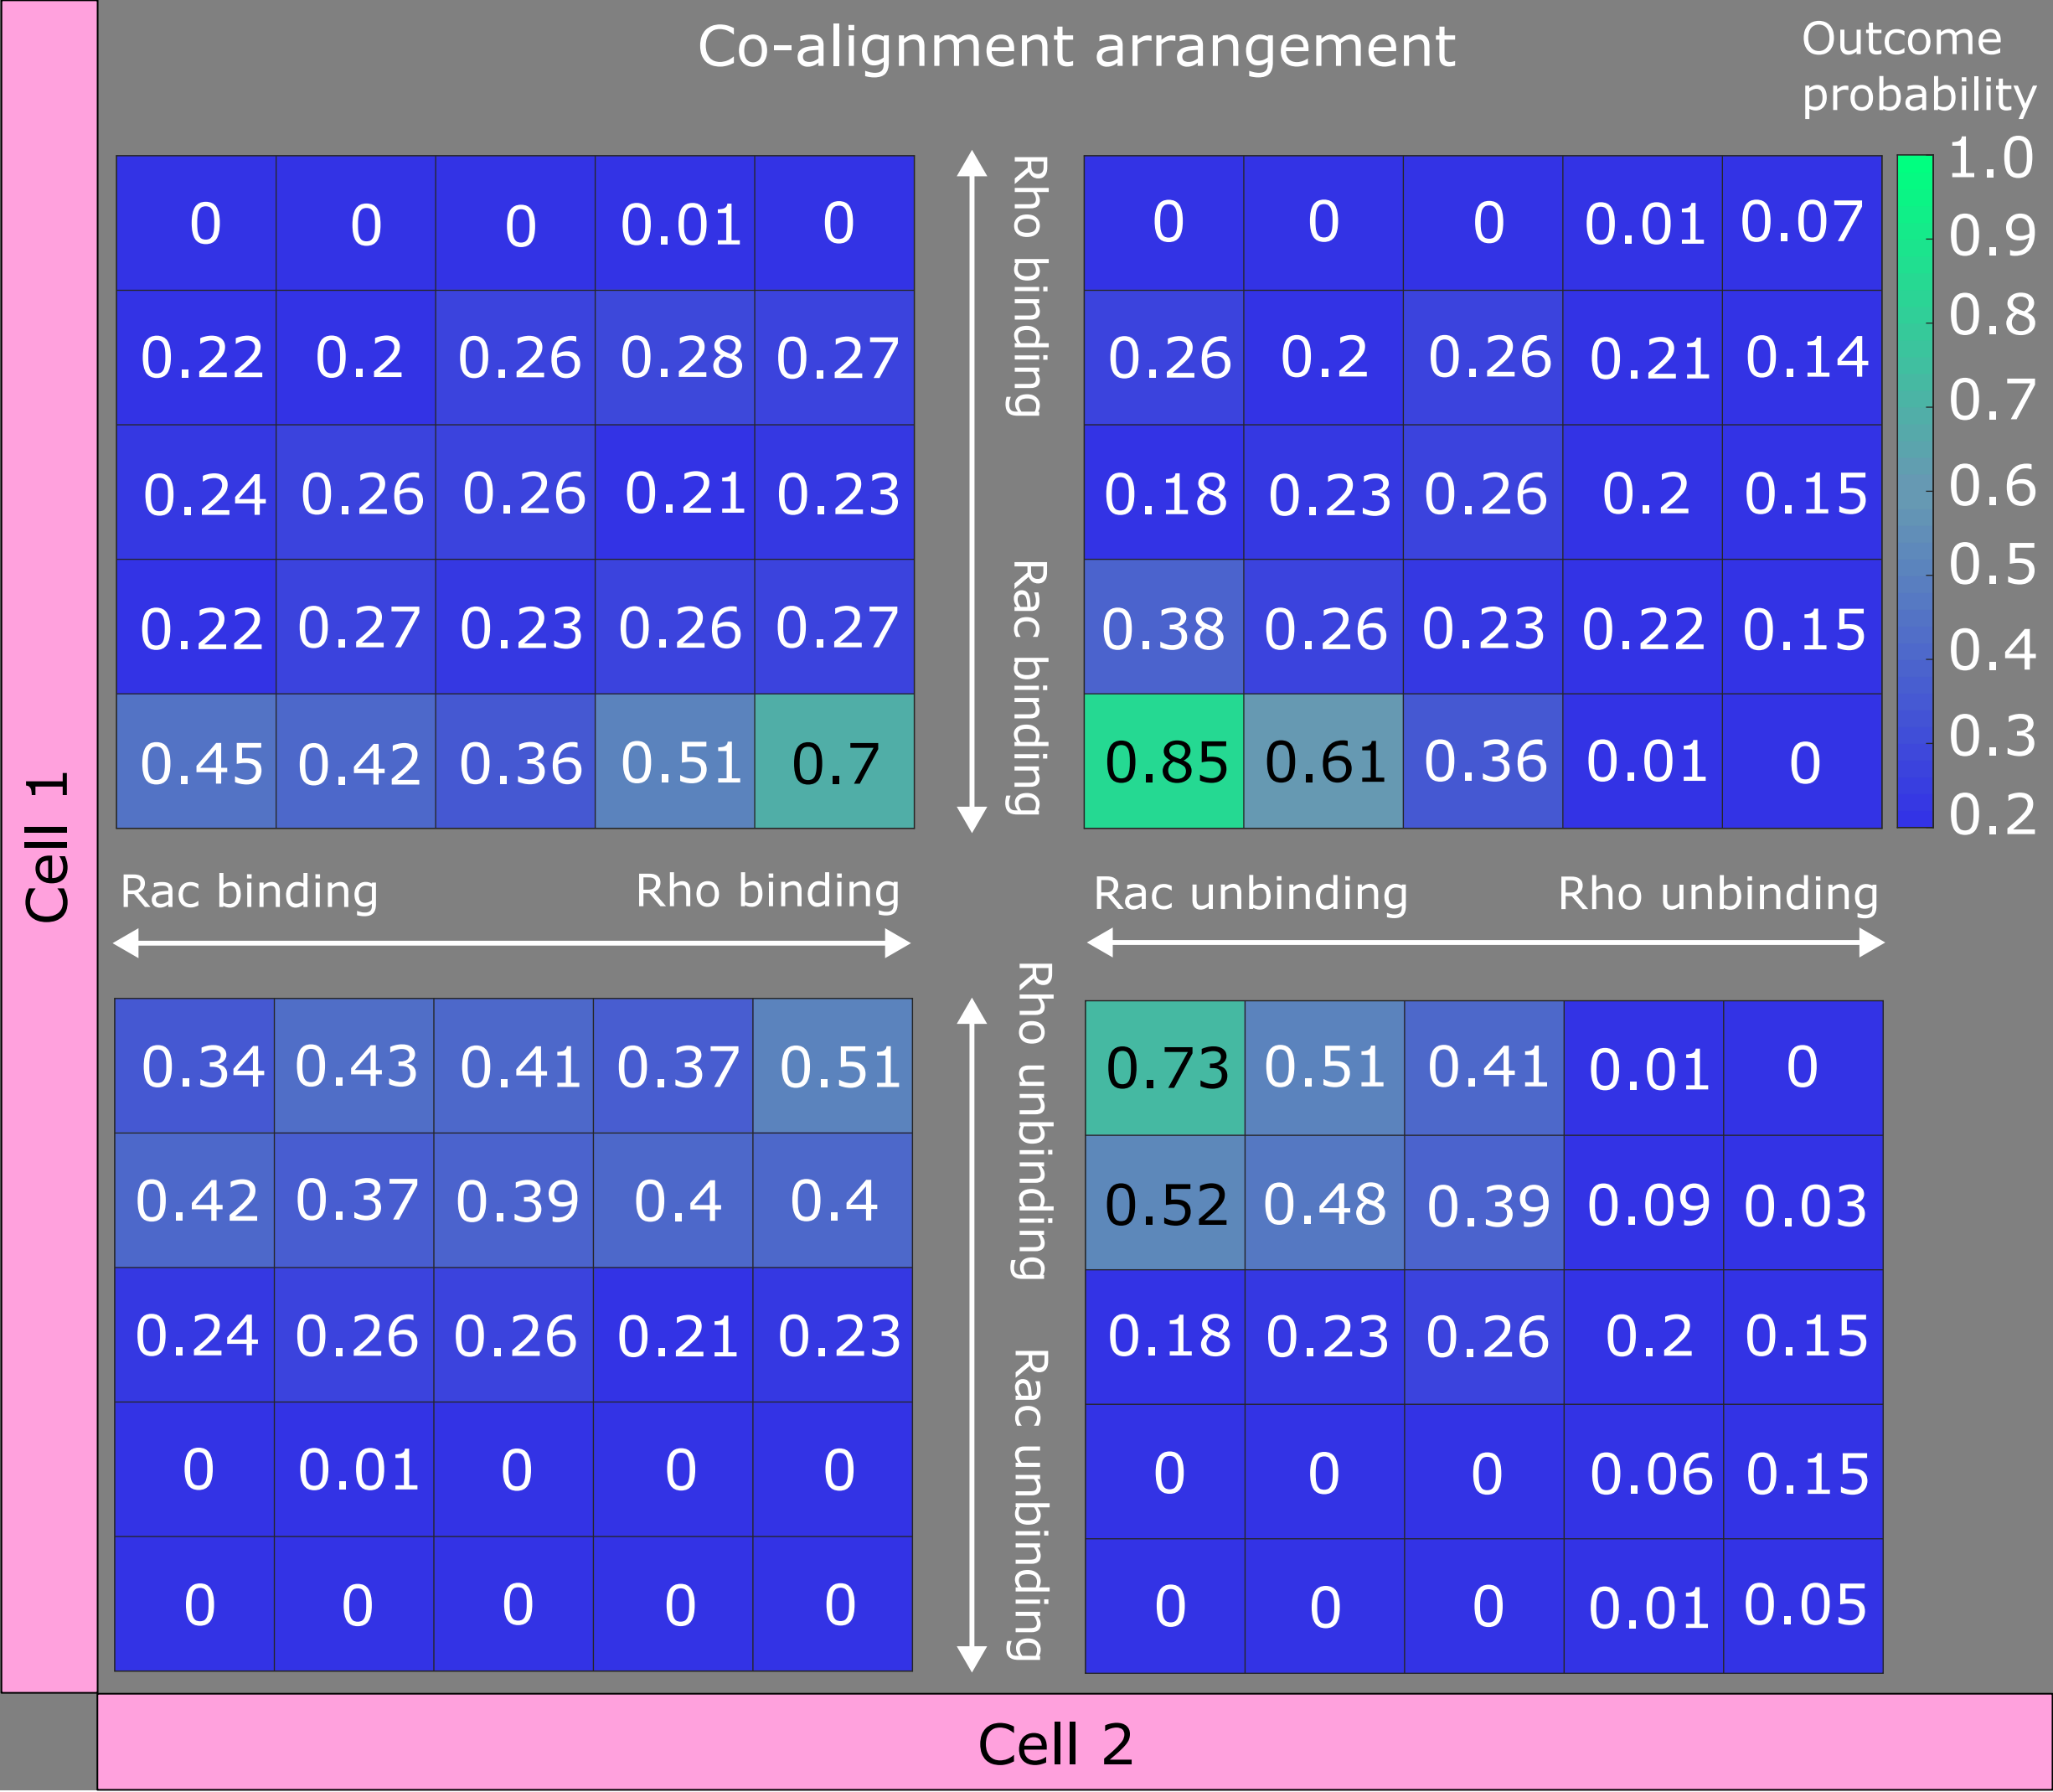 Co-alignment arrangement
Outcome
probability
0 0 0 0.01 0
0.22 0.2 0.26 0.28 0.27
0.24 0.26 0.26 0.21 0.23
0.22 0.27 0.23 0.26 0.27
0.45 0.42 0.36 0.51 0.7
Rho binding
Rac binding
0 0 0 0.01 0.07
0.26 0.2 0.26 0.21 0.14
0.18 0.23 0.26 0.2 0.15
0.38 0.26 0.23 0.22 0.15
0.85 0.61 0.36 0.01 0
1.0
0.9
0.8
0.7
0.6
0.5
0.4
0.3
0.2
Cell 1
Rac binding
Rho binding
Rac unbinding
Rho unbinding
0.34 0.43 0.41 0.37 0.51
0.42 0.37 0.39 0.4 0.4
0.24 0.26 0.26 0.21 0.23
0 0.01 0 0 0
0 0 0 0 0
Rho unbinding
Rac unbinding
0.73 0.51 0.41 0.01 0
0.52 0.48 0.39 0.09 0.03
0.18 0.23 0.26 0.2 0.15
0 0 0 0.06 0.15
0 0 0 0.01 0.05
Cell 2